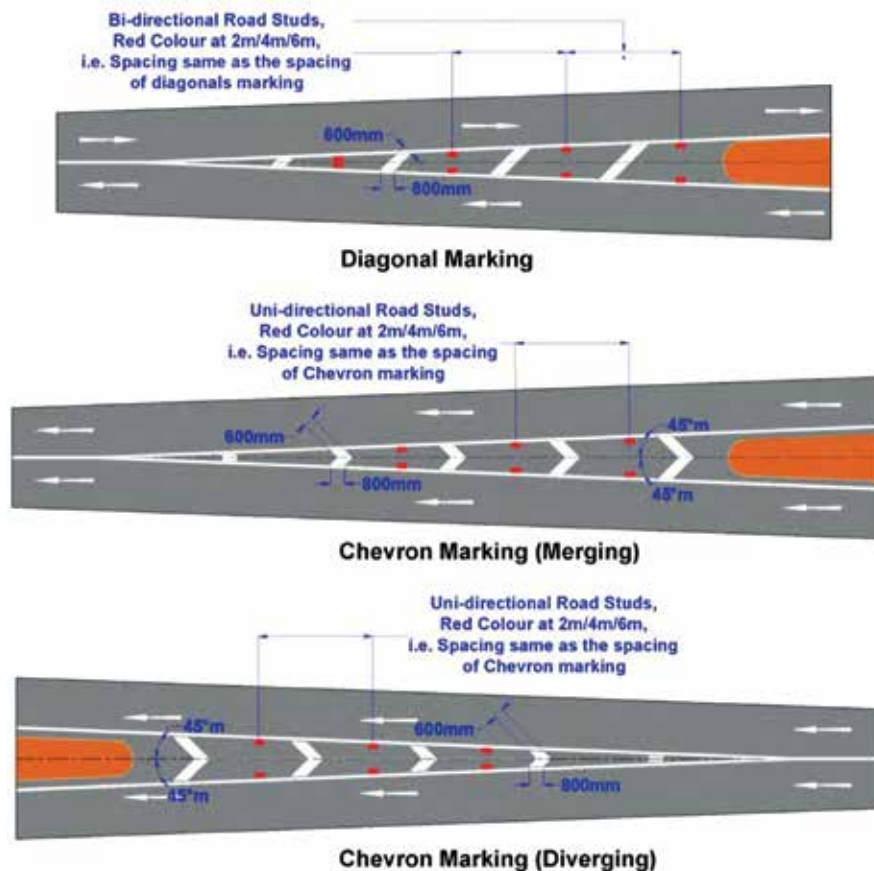 Bi-directional Road Studs,
Red Colour at 2m/4m/6m,
i.e. Spacing same as the spacing
of diagonals marking
600mm
800mm
Diagonal Marking
Uni-directional Road Studs,
Red Colour at 2m/4m/6m,
i.e. Spacing same as the spacing
of Chevron marking
600mm
45°m
800mm
45°m
Chevron Marking (Merging)
Uni-directional Road Studs,
Red Colour at 2m/4m/6m,
i.e. Spacing same as the spacing
of Chevron marking
45°m
600mm
45°m
800mm
Chevron Marking (Diverging)